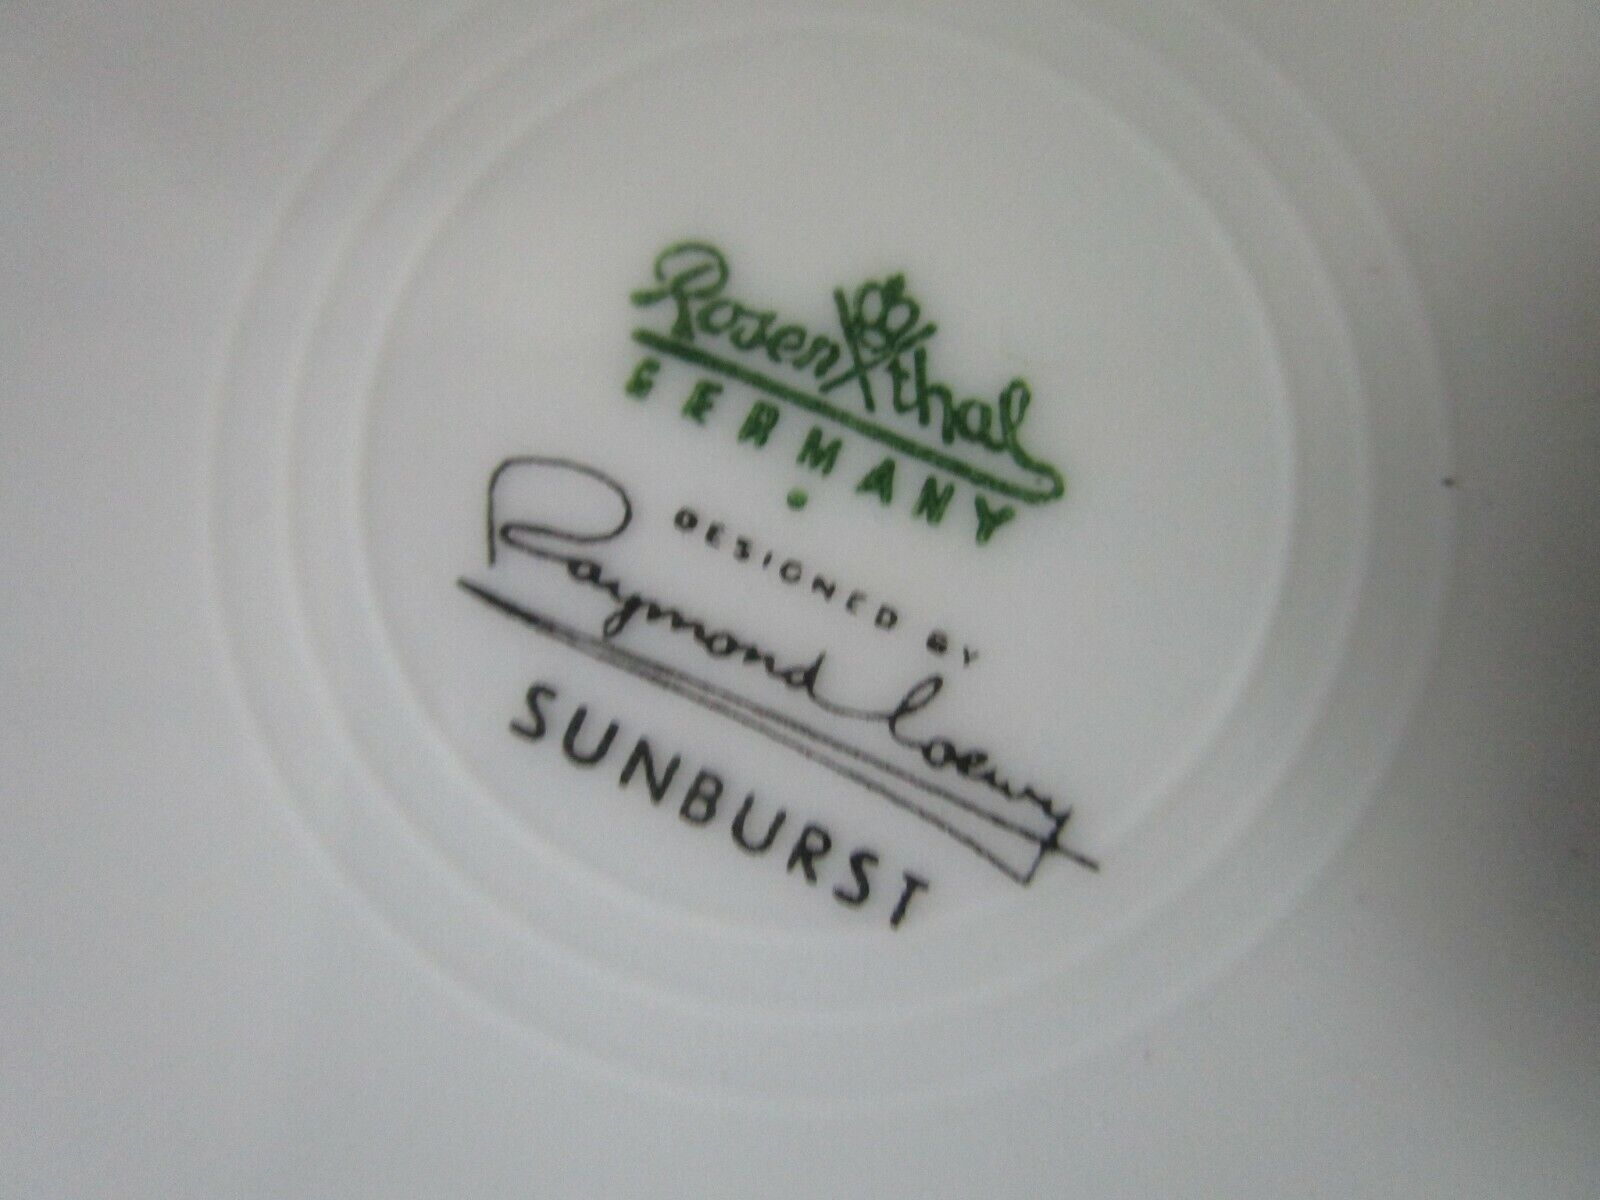 Rosenthal
GERMANY
DESIGNED BY
Raymond Loewy
SUNBURST